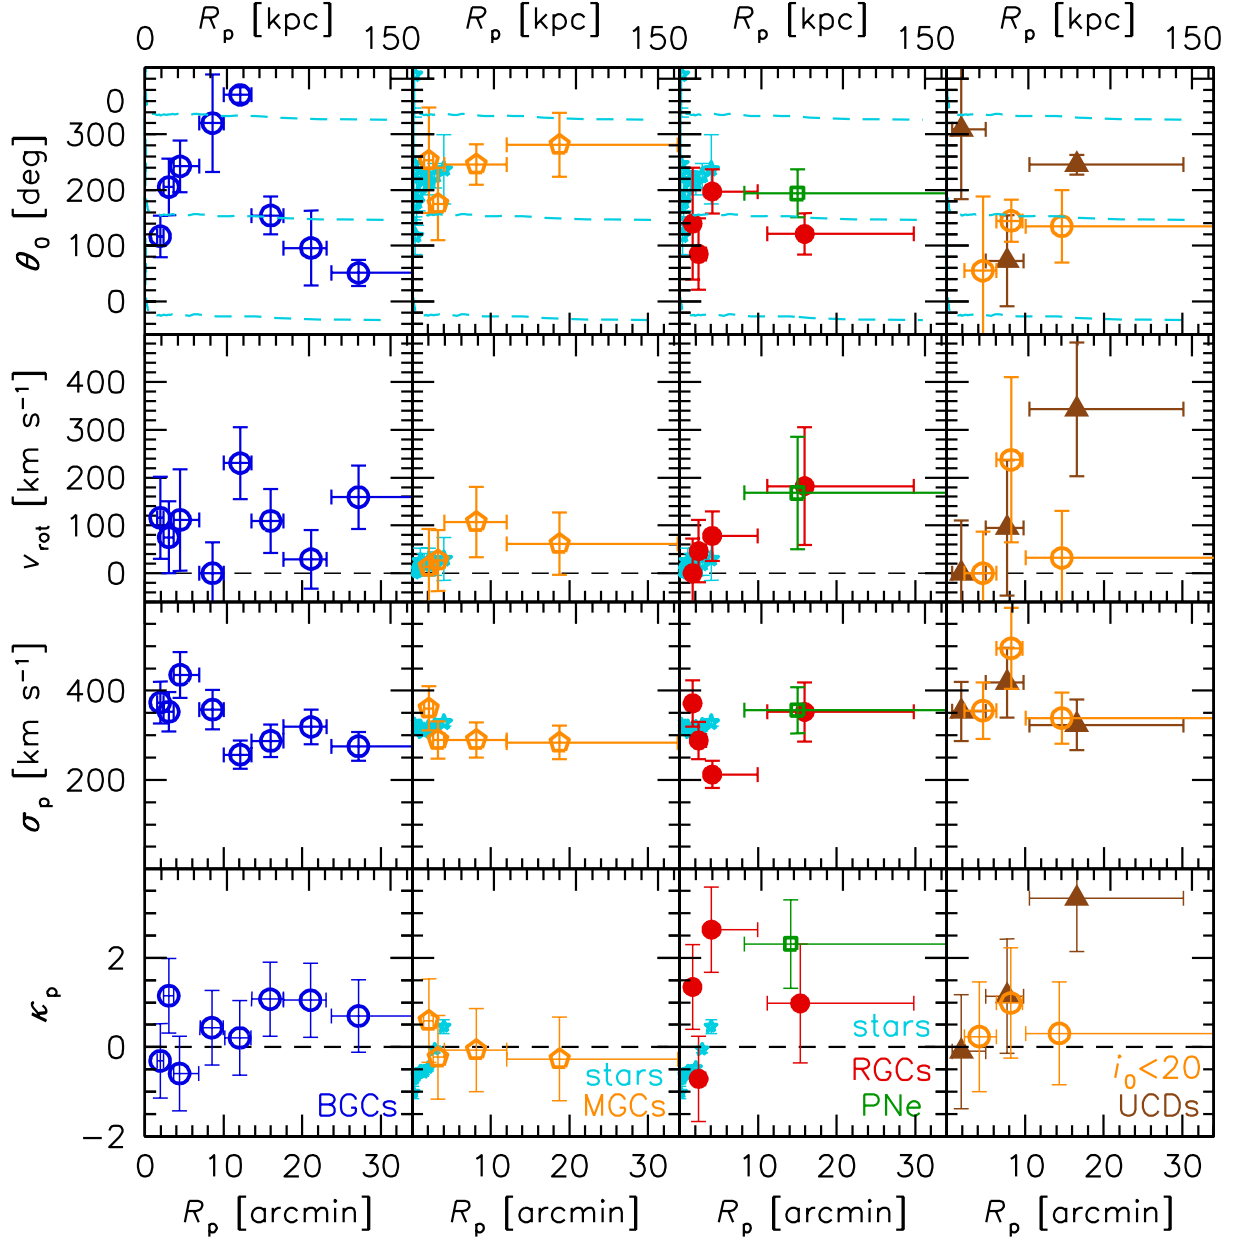 R_p [kpc] R_p [kpc] R_p [kpc] R_p [kpc]
0 150 150 150 150
θ_0 [deg]
0
300
200
100
0
v_rot [km s⁻¹]
400
300
200
100
0
σ_p [km s⁻¹]
400
200
κ_p
2
0
−2
BGCs
stars
MGCs
stars
RGCs
PNe
i_0<20
UCDs
0 10 20 30 10 20 30 10 20 30 10 20 30
R_p [arcmin] R_p [arcmin] R_p [arcmin] R_p [arcmin]